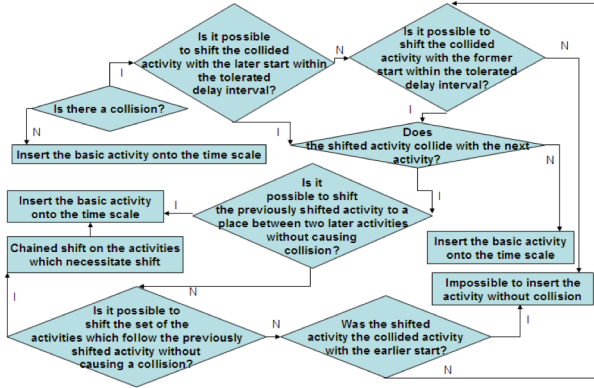 Is it possible
to shift the collided
activity with the later start within
the tolerated
delay interval?
N
Is it possible to
shift the collided
activity with the former
start within the tolerated
delay interval?
N
I
Is there a collision?
N
I
I
Insert the basic activity onto the time scale
Does
the shifted activity collide with the next
activity?
N
I
Is it
possible to shift
the previously shifted activity to a
place between two later activities
without causing
collision?
I
N
Insert the basic activity
onto the time scale
Chained shift on the activities
which necessitate shift
Insert the basic activity
onto the time scale
Impossible to insert the
activity without collision
I
Is it possible to
shift the set of the
activities which follow the previously
shifted activity without
causing a collision?
N
Was the shifted
activity the collided activity
with the earlier start?
I
N